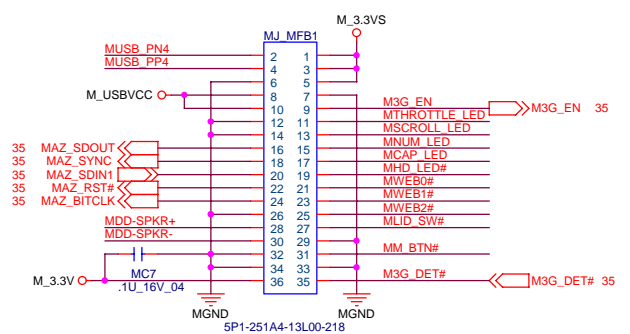 MJ_MFB1
M_3.3VS
MUSB_PN4 2 1
MUSB_PP4 4 3
6 5
M_USBVCC 8 7
10 9 M3G_EN M3G_EN 35
12 11 MTHROTTLE_LED
14 13 MSCROLL_LED
35 MAZ_SDOUT 16 15 MNUM_LED
35 MAZ_SYNC 18 17 MCAP_LED
35 MAZ_SDIN1 20 19 MHD_LED#
35 MAZ_RST# 22 21 MWEB0#
35 MAZ_BITCLK 24 23 MWEB1#
26 25 MWEB2#
MDD-SPKR+ 28 27 MLID_SW#
MDD-SPKR- 30 29
32 31 MM_BTN#
34 33
M_3.3V MC7 36 35 M3G_DET# M3G_DET# 35
.1U_16V_04
MGND MGND
5P1-251A4-13L00-218